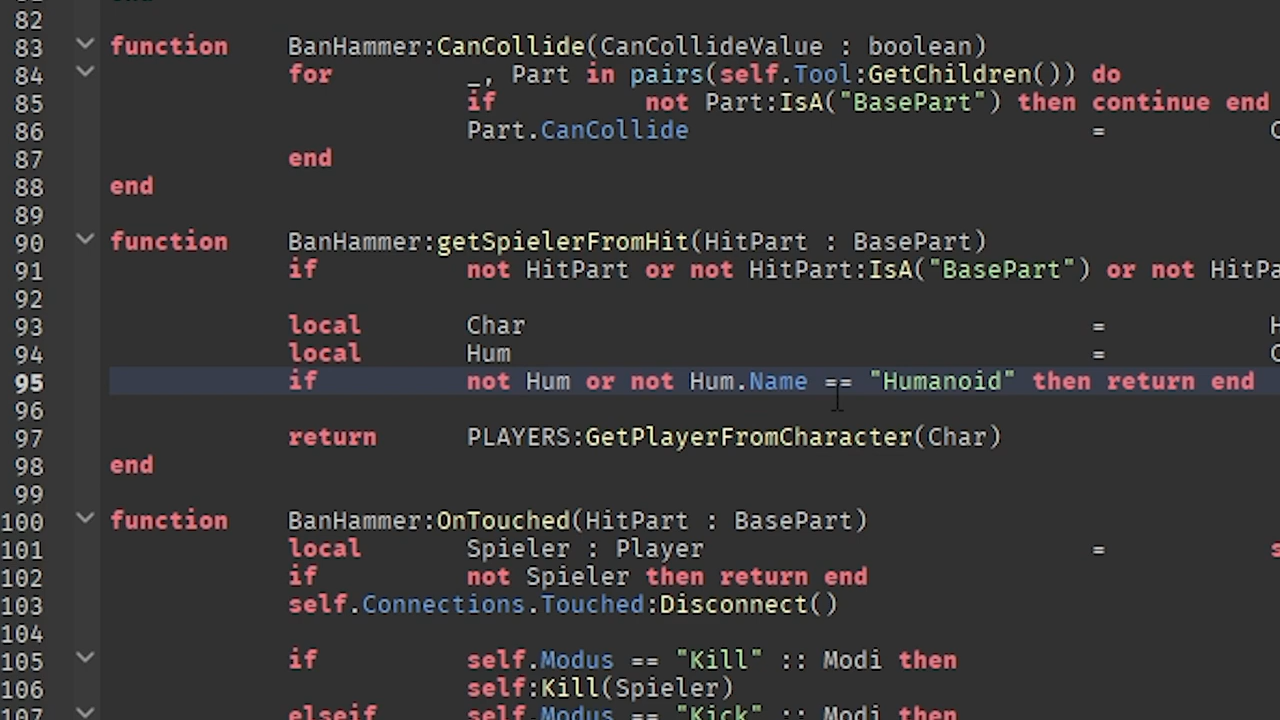 82
83 function BanHammer:CanCollide(CanCollideValue : boolean)
84 for _, Part in pairs(self.Tool:GetChildren()) do
85 if not Part:IsA("BasePart") then continue end
86 Part.CanCollide =
87 end
88 end
89
90 function BanHammer:getSpielerFromHit(HitPart : BasePart)
91 if not HitPart or not HitPart:IsA("BasePart") or not HitPa
92
93 local Char =
94 local Hum =
95 if not Hum or not Hum.Name == "Humanoid" then return end
96
97 return PLAYERS:GetPlayerFromCharacter(Char)
98 end
99
100 function BanHammer:OnTouched(HitPart : BasePart)
101 local Spieler : Player = s
102 if not Spieler then return end
103 self.Connections.Touched:Disconnect()
104
105 if self.Modus == "Kill" :: Modi then
106 self:Kill(Spieler)
107 elseif self.Modus == "Kick" :: Modi then